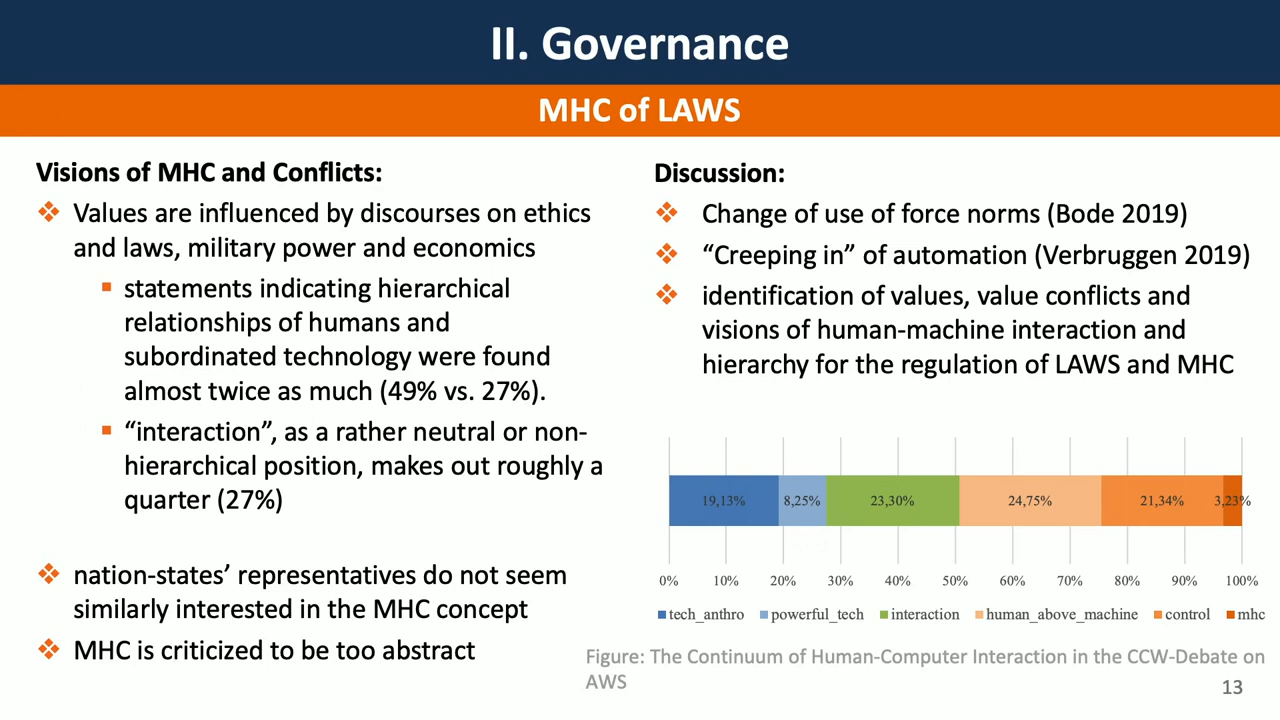 II. Governance
MHC of LAWS
Visions of MHC and Conflicts:
Values are influenced by discourses on ethics
and laws, military power and economics
statements indicating hierarchical
relationships of humans and
subordinated technology were found
almost twice as much (49% vs. 27%).
“interaction”, as a rather neutral or non-
hierarchical position, makes out roughly a
quarter (27%)
nation-states’ representatives do not seem
similarly interested in the MHC concept
MHC is criticized to be too abstract
Discussion:
Change of use of force norms (Bode 2019)
“Creeping in” of automation (Verbruggen 2019)
identification of values, value conflicts and
visions of human-machine interaction and
hierarchy for the regulation of LAWS and MHC
19,13% 8,25% 23,30% 24,75% 21,34% 3,23%
0% 10% 20% 30% 40% 50% 60% 70% 80% 90% 100%
tech_anthro powerful_tech interaction human_above_machine control mhc
Figure: The Continuum of Human-Computer Interaction in the CCW-Debate on
AWS
13